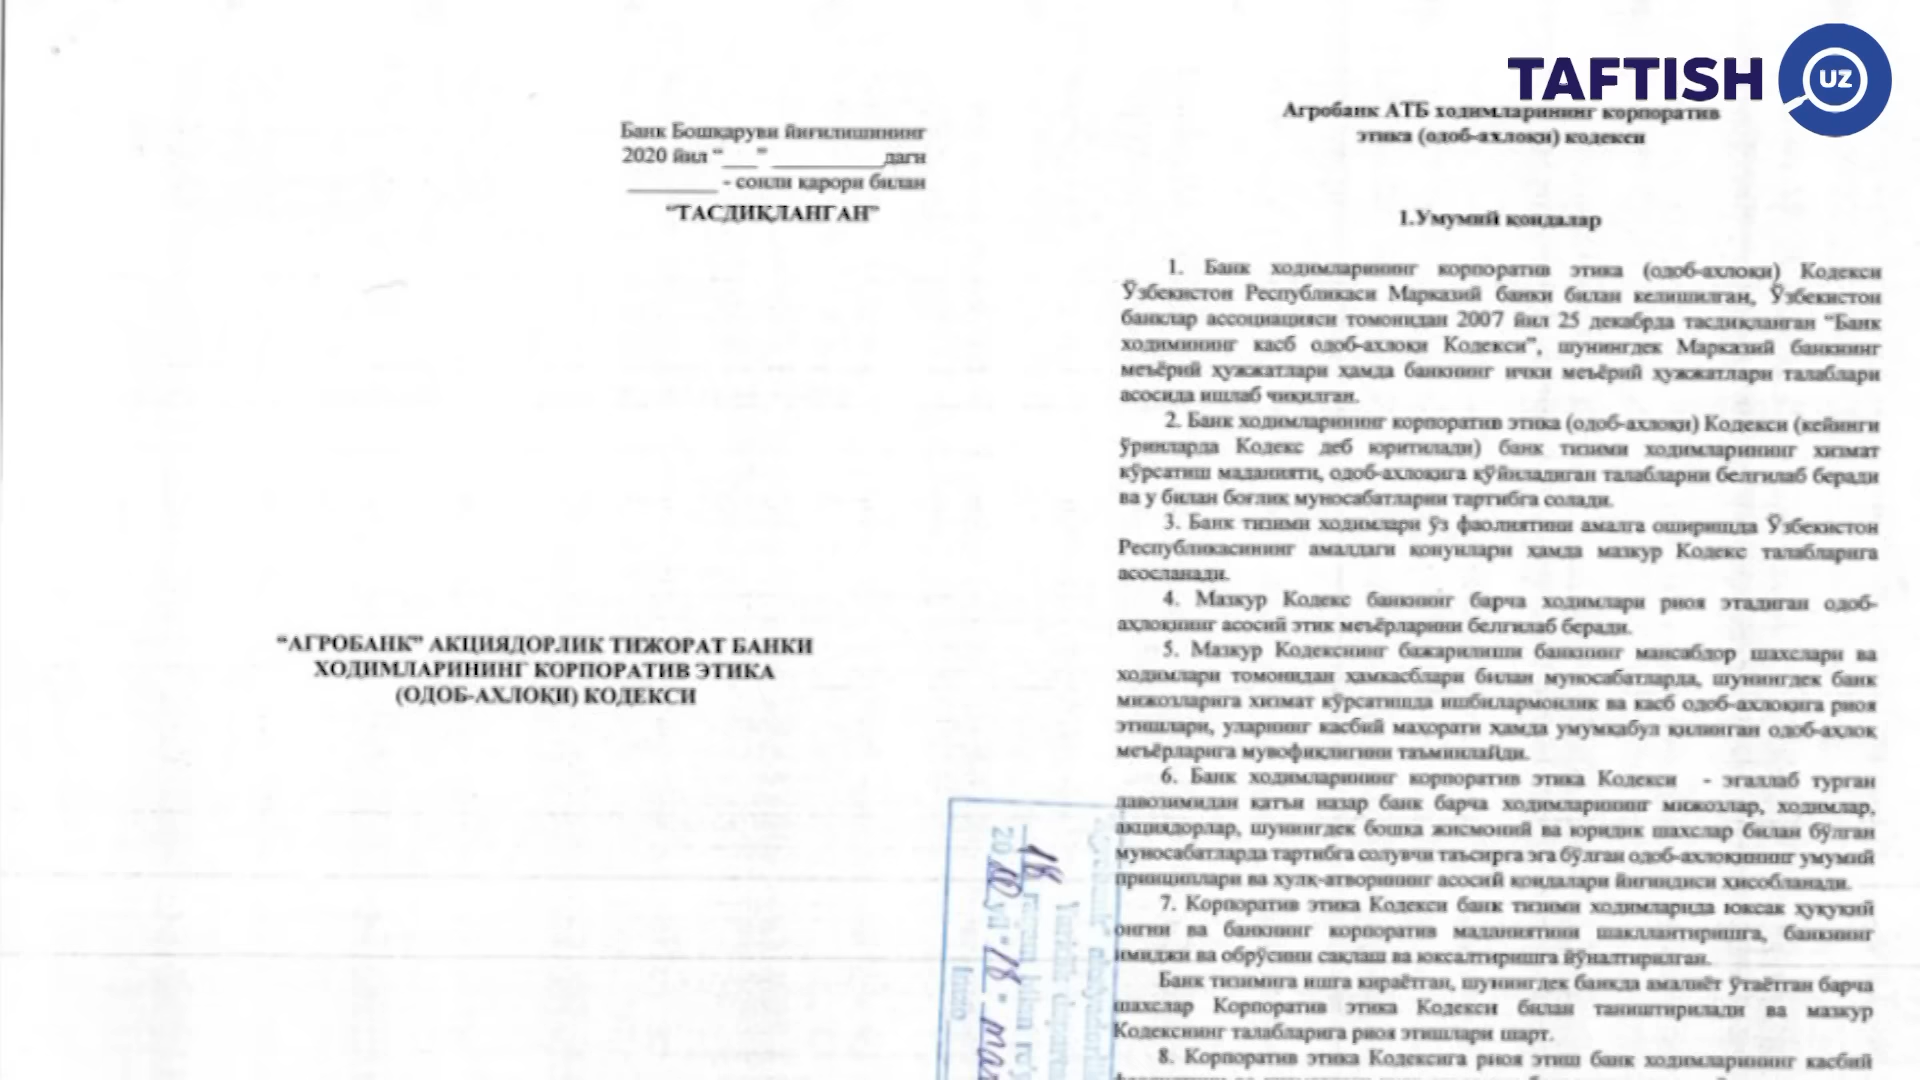 TAFTISH UZ
Банк Бошқаруви йиғилишининг
2020 йил “___” ___________даги
_________ - сонли қарори билан
“ТАСДИҚЛАНГАН”
“АГРОБАНК” АКЦИЯДОРЛИК ТИЖОРАТ БАНКИ
ХОДИМЛАРИНИНГ КОРПОРАТИВ ЭТИКА
(ОДОБ-АХЛОҚИ) КОДЕКСИ
Агробанк АТБ ходимларининг корпоратив
этика (одоб-ахлоқи) кодекси
1.Умумий қоидалар
1. Банк ходимларининг корпоратив этика (одоб-ахлоқи) Кодекси
Ўзбекистон Республикаси Марказий банки билан келишилган, Ўзбекистон
банклар ассоциацияси томонидан 2007 йил 25 декабрда тасдиқланган “Банк
ходимининг касб одоб-ахлоқи Кодекси”, шунингдек Марказий банкнинг
меъёрий ҳужжатлари ҳамда банкнинг ички меъёрий ҳужжатлари талаблари
асосида ишлаб чиқилган.
2. Банк ходимларининг корпоратив этика (одоб-ахлоқи) Кодекси (кейинги
ўринларда Кодекс деб юритилади) банк тизими ходимларининг хизмат
кўрсатиш маданияти, одоб-ахлоқига қўйиладиган талабларни белгилаб беради
ва у билан боғлиқ муносабатларни тартибга солади.
3. Банк тизими ходимлари ўз фаолиятини амалга оширишда Ўзбекистон
Республикасининг амалдаги қонунлари ҳамда мазкур Кодекс талабларига
асосланади.
4. Мазкур Кодекс банкнинг барча ходимлари риоя этадиган одоб-
аҳлоқнинг асосий этик меъёрларини белгилаб беради.
5. Мазкур Кодекснинг бажарилиши банкнинг мансабдор шахслари ва
ходимлари томонидан ҳамкасблари билан муносабатларда, шунингдек банк
мижозларига хизмат кўрсатишда ишбилармонлик ва касб одоб-ахлоқига риоя
этишлари, уларнинг касбий маҳорати ҳамда умумқабул қилинган одоб-ахлоқ
меъёрларига мувофиқлигини таъминлайди.
6. Банк ходимларининг корпоратив этика Кодекси - эгаллаб турган
лавозимидан қатъи назар банк барча ходимларининг мижозлар, ходимлар,
акциядорлар, шунингдек бошка жисмоний ва юридик шахслар билан бўлган
муносабатларда тартибга солувчи таъсирга эга бўлган одоб-ахлоқининг умумий
принциплари ва хулқ-атворининг асосий қоидалари йиғиндиси ҳисобланади.
7. Корпоратив этика Кодекси банк тизими ходимларида юксак ҳуқуқий
онгни ва банкнинг корпоратив маданиятини шакллантиришга, банкнинг
имиджи ва обрўсини сақлаш ва юксалтиришга йўналтирилган.
Банк тизимига ишга кираётган, шунингдек банкда амалиёт ўтаётган барча
шахслар Корпоратив этика Кодекси билан таништирилади ва мазкур
Кодекснинг талабларига риоя этишлари шарт.
8. Корпоратив этика Кодексига риоя этиш банк ходимларининг касбий